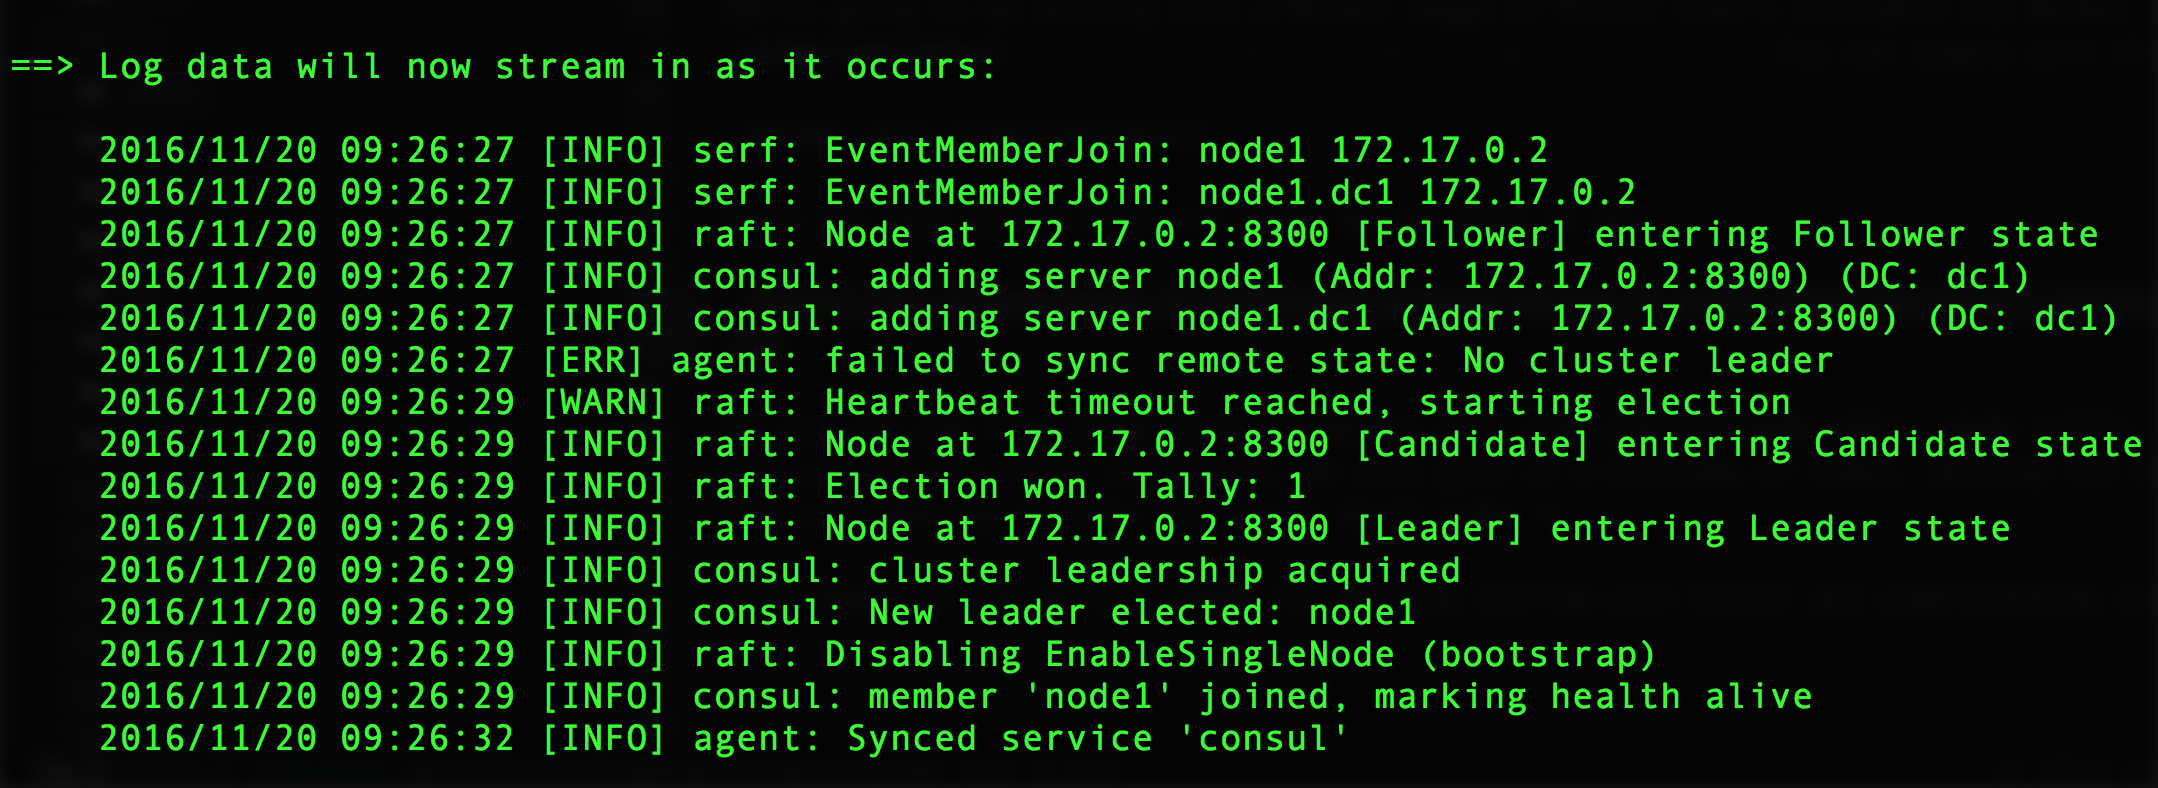 ==> Log data will now stream in as it occurs:
2016/11/20 09:26:27 [INFO] serf: EventMemberJoin: node1 172.17.0.2
2016/11/20 09:26:27 [INFO] serf: EventMemberJoin: node1.dc1 172.17.0.2
2016/11/20 09:26:27 [INFO] raft: Node at 172.17.0.2:8300 [Follower] entering Follower state
2016/11/20 09:26:27 [INFO] consul: adding server node1 (Addr: 172.17.0.2:8300) (DC: dc1)
2016/11/20 09:26:27 [INFO] consul: adding server node1.dc1 (Addr: 172.17.0.2:8300) (DC: dc1)
2016/11/20 09:26:27 [ERR] agent: failed to sync remote state: No cluster leader
2016/11/20 09:26:29 [WARN] raft: Heartbeat timeout reached, starting election
2016/11/20 09:26:29 [INFO] raft: Node at 172.17.0.2:8300 [Candidate] entering Candidate state
2016/11/20 09:26:29 [INFO] raft: Election won. Tally: 1
2016/11/20 09:26:29 [INFO] raft: Node at 172.17.0.2:8300 [Leader] entering Leader state
2016/11/20 09:26:29 [INFO] consul: cluster leadership acquired
2016/11/20 09:26:29 [INFO] consul: New leader elected: node1
2016/11/20 09:26:29 [INFO] raft: Disabling EnableSingleNode (bootstrap)
2016/11/20 09:26:29 [INFO] consul: member 'node1' joined, marking health alive
2016/11/20 09:26:32 [INFO] agent: Synced service 'consul'